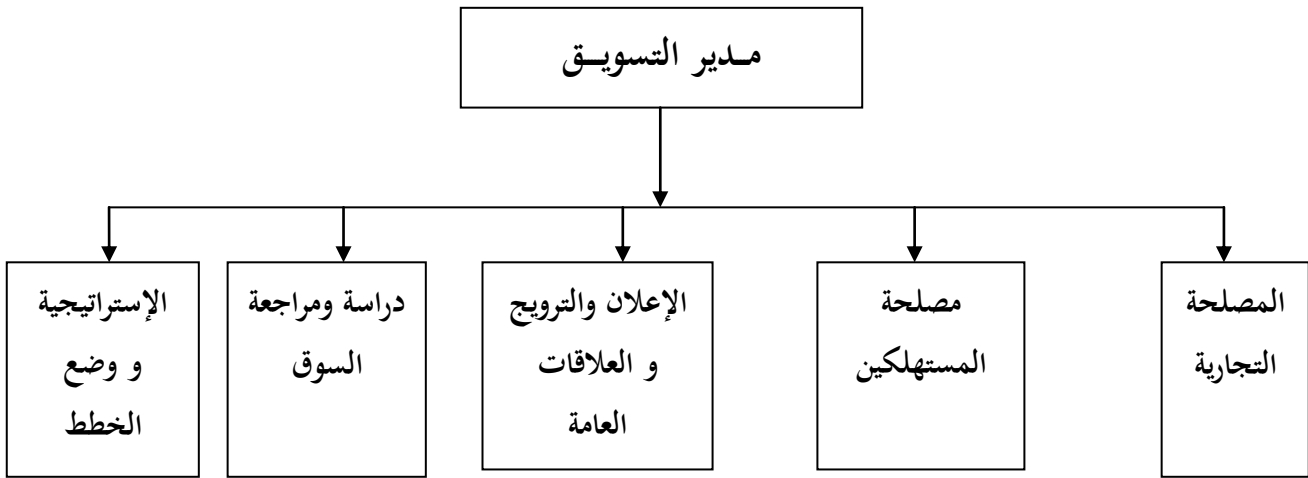 مـدير التسويـق
المصلحة
التجارية
مصلحة
المستهلكين
الإعلان والترويج
و العلاقات
العامة
دراسة ومراجعة
السوق
الإستراتيجية
و وضع
الخطط